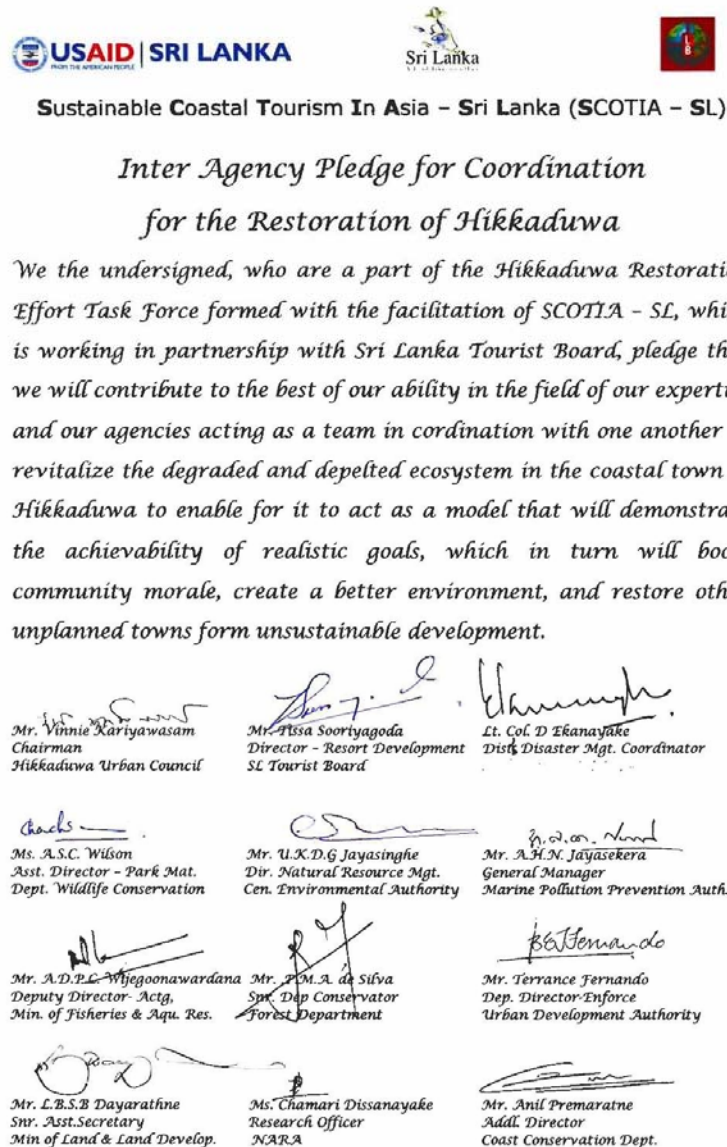 USAID | SRI LANKA
FROM THE AMERICAN PEOPLE
Sri Lanka
L
B
Sustainable Coastal Tourism In Asia – Sri Lanka (SCOTIA – SL)
Inter Agency Pledge for Coordination
for the Restoration of Hikkaduwa
We the undersigned, who are a part of the Hikkaduwa Restorati
Effort Task Force formed with the facilitation of SCOTIA – SL, whi
is working in partnership with Sri Lanka Tourist Board, pledge th
we will contribute to the best of our ability in the field of our experti
and our agencies acting as a team in cordination with one another
revitalize the degraded and depelted ecosystem in the coastal town
Hikkaduwa to enable for it to act as a model that will demonstra
the achievability of realistic goals, which in turn will boo
community morale, create a better environment, and restore oth
unplanned towns form unsustainable development.
Mr. Vinnie Kariyawasam
Chairman
Hikkaduwa Urban Council
Mr. Tissa Sooriyagoda
Director – Resort Development
SL Tourist Board
Lt. Col. D Ekanayake
Dist. Disaster Mgt. Coordinator
Ms. A.S.C. Wilson
Asst. Director – Park Mat.
Dept. Wildlife Conservation
Mr. U.K.D.G Jayasinghe
Dir. Natural Resource Mgt.
Cen. Environmental Authority
Mr. A.H.N. Jayasekera
General Manager
Marine Pollution Prevention Auth.
Mr. A.D.P.C. Wijegoonawardana
Deputy Director- Actg,
Min. of Fisheries & Aqu. Res.
Mr. P.M.A. de Silva
Snr. Dep Conservator
Forest Department
Fernando
Mr. Terrance Fernando
Dep. Director-Enforce
Urban Development Authority
Mr. L.B.S.B Dayarathne
Snr. Asst.Secretary
Min of Land & Land Develop.
Ms. Chamari Dissanayake
Research Officer
NARA
Mr. Anil Premaratne
Addl. Director
Coast Conservation Dept.